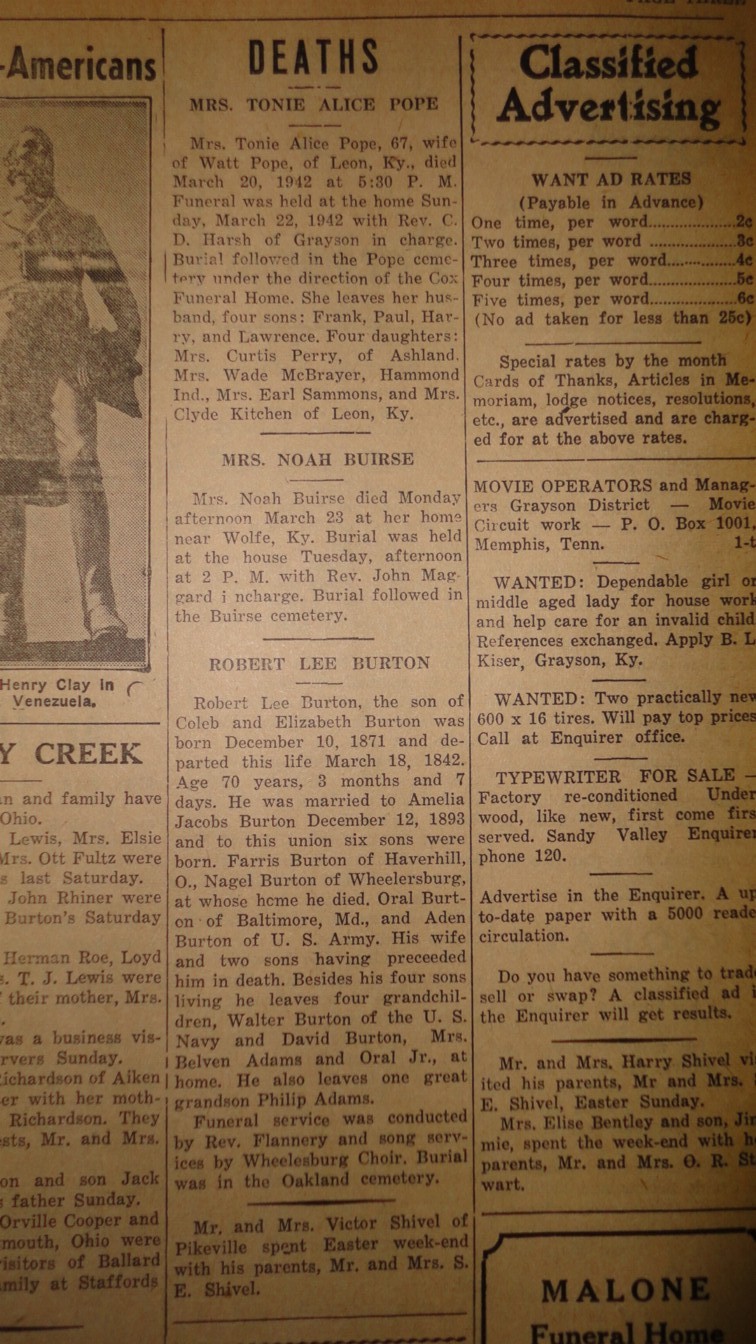 -Americans
Henry Clay in
Venezuela.
Y CREEK
n and family have
Ohio.
Lewis, Mrs. Elsie
Mrs. Ott Fultz were
s last Saturday.
John Rhiner were
Burton's Saturday
Herman Roe, Loyd
s. T. J. Lewis were
their mother, Mrs.
as a business vis-
rvers Sunday.
Richardson of Aiken
er with her moth-
Richardson. They
sts, Mr. and Mrs.
on and son Jack
s father Sunday.
Orville Cooper and
mouth, Ohio were
visitors of Ballard
mily at Staffords
DEATHS
MRS. TONIE ALICE POPE
Mrs. Tonie Alice Pope, 67, wife
of Watt Pope, of Leon, Ky., died
March 20, 1942 at 5:30 P. M.
Funeral was held at the home Sun-
day, March 22, 1942 with Rev. C.
D. Harsh of Grayson in charge.
Burial followed in the Pope ceme-
tery under the direction of the Cox
Funeral Home. She leaves her hus-
band, four sons: Frank, Paul, Har-
ry, and Lawrence. Four daughters:
Mrs. Curtis Perry, of Ashland.
Mrs. Wade McBrayer, Hammond
Ind., Mrs. Earl Sammons, and Mrs.
Clyde Kitchen of Leon, Ky.
MRS. NOAH BUIRSE
Mrs. Noah Buirse died Monday
afternoon March 23 at her home
near Wolfe, Ky. Burial was held
at the house Tuesday, afternoon
at 2 P. M. with Rev. John Mag-
gard i ncharge. Burial followed in
the Buirse cemetery.
ROBERT LEE BURTON
Robert Lee Burton, the son of
Coleb and Elizabeth Burton was
born December 10, 1871 and de-
parted this life March 18, 1842.
Age 70 years, 3 months and 7
days. He was married to Amelia
Jacobs Burton December 12, 1893
and to this union six sons were
born. Farris Burton of Haverhill,
O., Nagel Burton of Wheelersburg,
at whose home he died. Oral Burt-
on of Baltimore, Md., and Aden
Burton of U. S. Army. His wife
and two sons having preceeded
him in death. Besides his four sons
living he leaves four grandchil-
dren, Walter Burton of the U. S.
Navy and David Burton, Mrs.
Belven Adams and Oral Jr., at
home. He also leaves one great
grandson Philip Adams.
Funeral service was conducted
by Rev. Flannery and song serv-
ices by Wheelesburg Choir. Burial
was in the Oakland cemetery.
Mr. and Mrs. Victor Shivel of
Pikeville spent Easter week-end
with his parents, Mr. and Mrs. S.
E. Shivel.
Classified
Advertising
WANT AD RATES
(Payable in Advance)
One time, per word....................2c
Two times, per word ....................3c
Three times, per word................4c
Four times, per word....................5c
Five times, per word....................6c
(No ad taken for less than 25c)
Special rates by the month
Cards of Thanks, Articles in Me-
moriam, lodge notices, resolutions,
etc., are advertised and are charg-
ed for at the above rates.
MOVIE OPERATORS and Manag-
ers Grayson District — Movie
Circuit work — P. O. Box 1001,
Memphis, Tenn. 1-t
WANTED: Dependable girl or
middle aged lady for house work
and help care for an invalid child
References exchanged. Apply B. L
Kiser, Grayson, Ky.
WANTED: Two practically new
600 x 16 tires. Will pay top prices
Call at Enquirer office.
TYPEWRITER FOR SALE —
Factory re-conditioned Under
wood, like new, first come firs
served. Sandy Valley Enquirer
phone 120.
Advertise in the Enquirer. A up
to-date paper with a 5000 reade
circulation.
Do you have something to trad
sell or swap? A classified ad i
the Enquirer will get results.
Mr. and Mrs. Harry Shivel vi
ited his parents, Mr and Mrs.
E. Shivel, Easter Sunday.
Mrs. Elise Bentley and son, Jim
mie, spent the week-end with he
parents, Mr. and Mrs. O. R. St
wart.
MALONE
Funeral Home